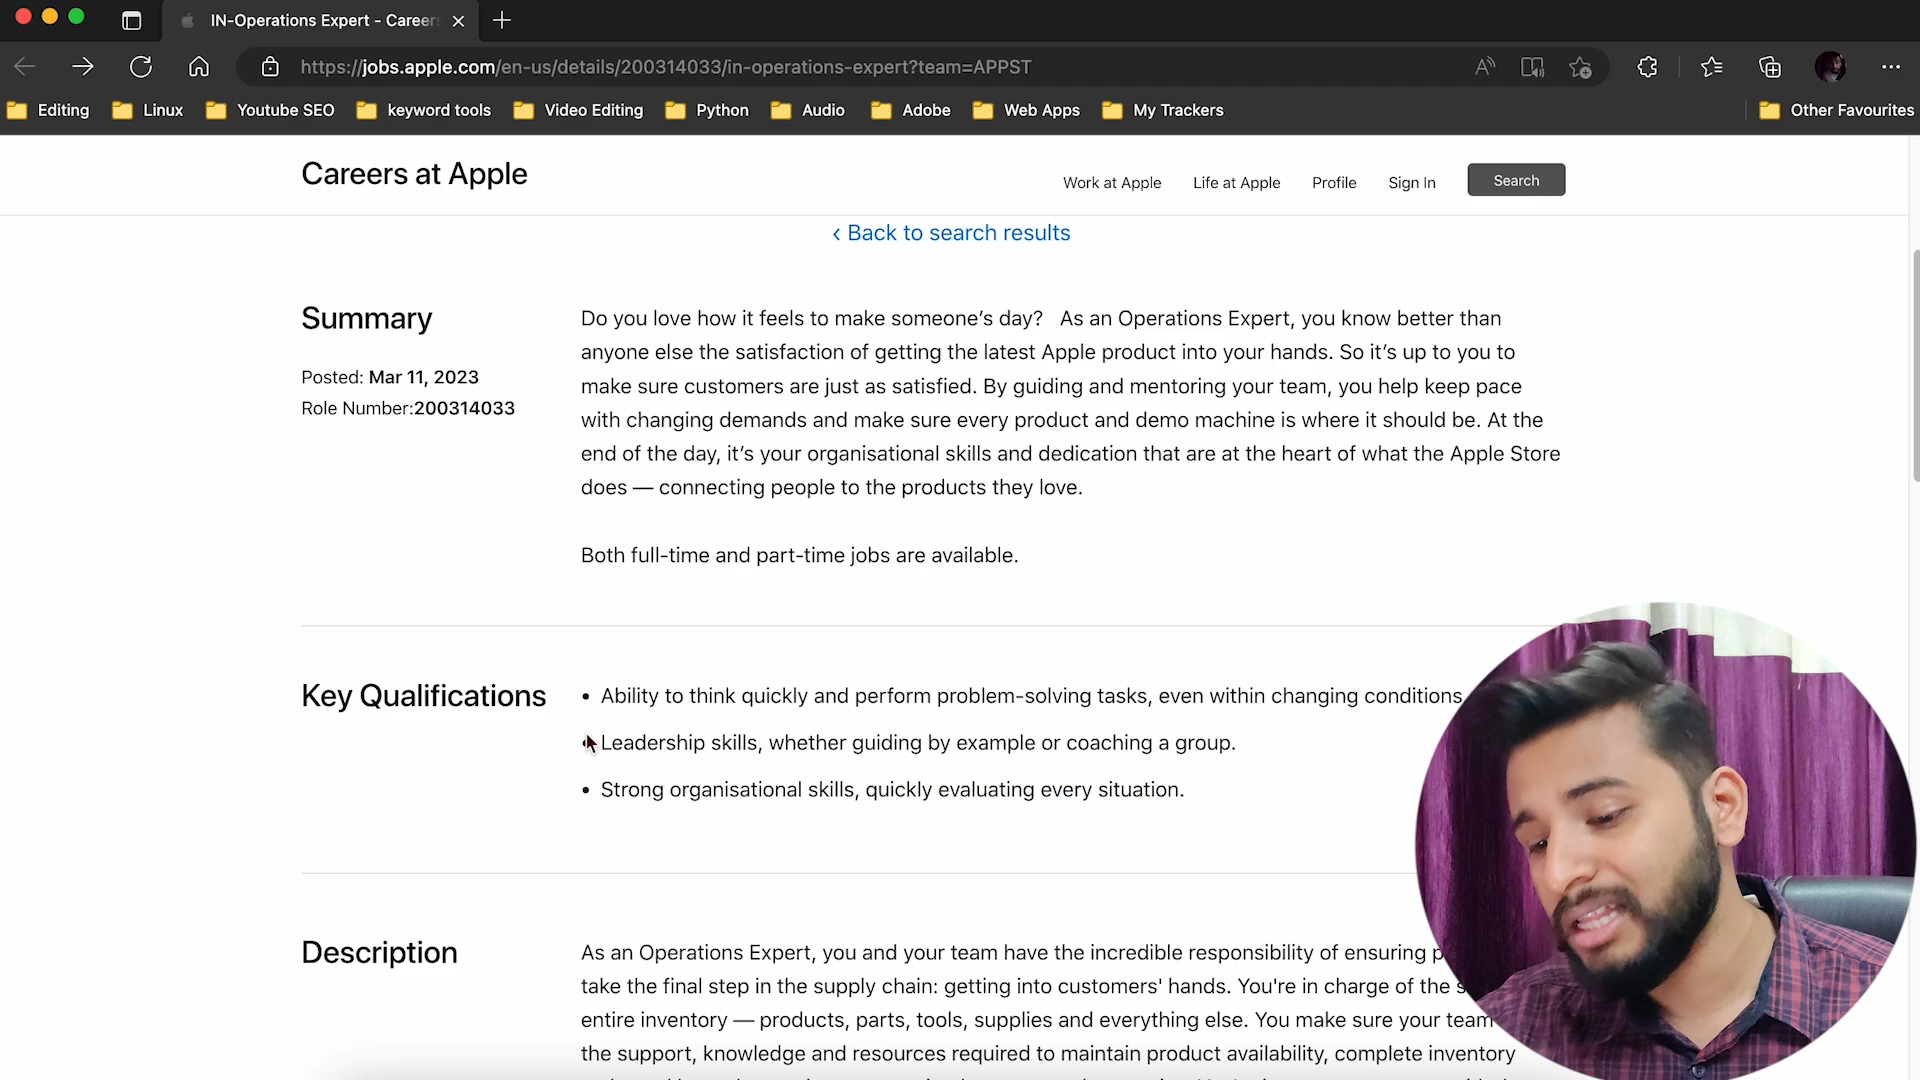 IN-Operations Expert - Career
https://jobs.apple.com/en-us/details/200314033/in-operations-expert?team=APPST
Editing Linux Youtube SEO keyword tools Video Editing Python Audio Adobe Web Apps My Trackers Other Favourites
Careers at Apple
Work at Apple Life at Apple Profile Sign In Search
‹ Back to search results
Summary
Posted: Mar 11, 2023
Role Number:200314033
Do you love how it feels to make someone’s day? As an Operations Expert, you know better than
anyone else the satisfaction of getting the latest Apple product into your hands. So it’s up to you to
make sure customers are just as satisfied. By guiding and mentoring your team, you help keep pace
with changing demands and make sure every product and demo machine is where it should be. At the
end of the day, it’s your organisational skills and dedication that are at the heart of what the Apple Store
does — connecting people to the products they love.
Both full-time and part-time jobs are available.
Key Qualifications
• Ability to think quickly and perform problem-solving tasks, even within changing conditions
• Leadership skills, whether guiding by example or coaching a group.
• Strong organisational skills, quickly evaluating every situation.
Description
As an Operations Expert, you and your team have the incredible responsibility of ensuring
take the final step in the supply chain: getting into customers' hands. You're in charge of the
entire inventory — products, parts, tools, supplies and everything else. You make sure your team
the support, knowledge and resources required to maintain product availability, complete inventory